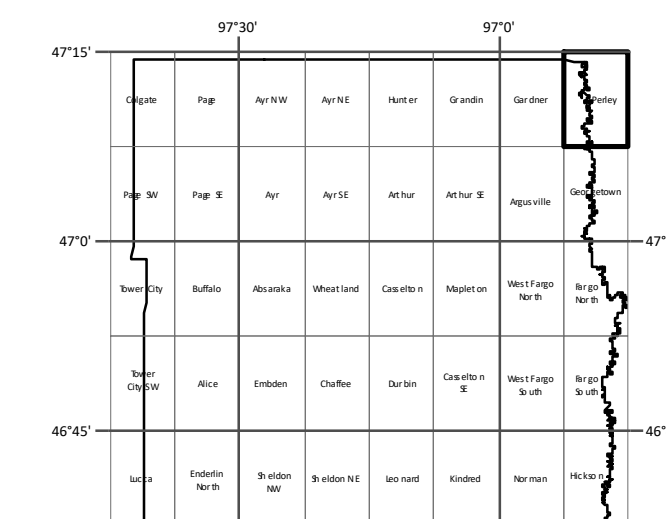 97°30' 97°0'
47°15'
Colgate Page Ayr NW Ayr NE Hunter Grandin Gardner Perley
Page SW Page SE Ayr Ayr SE Arthur Arthur SE Argusville Georgetown
47°0' 47°
Tower City Buffalo Absaraka Wheatland Casselton Mapleton West Fargo North Fargo North
Tower City SW Alice Embden Chaffee Durbin Casselton SE West Fargo South Fargo South
46°45' 46°
Lucca Enderlin North Sheldon NW Sheldon NE Leonard Kindred Norman Hickson